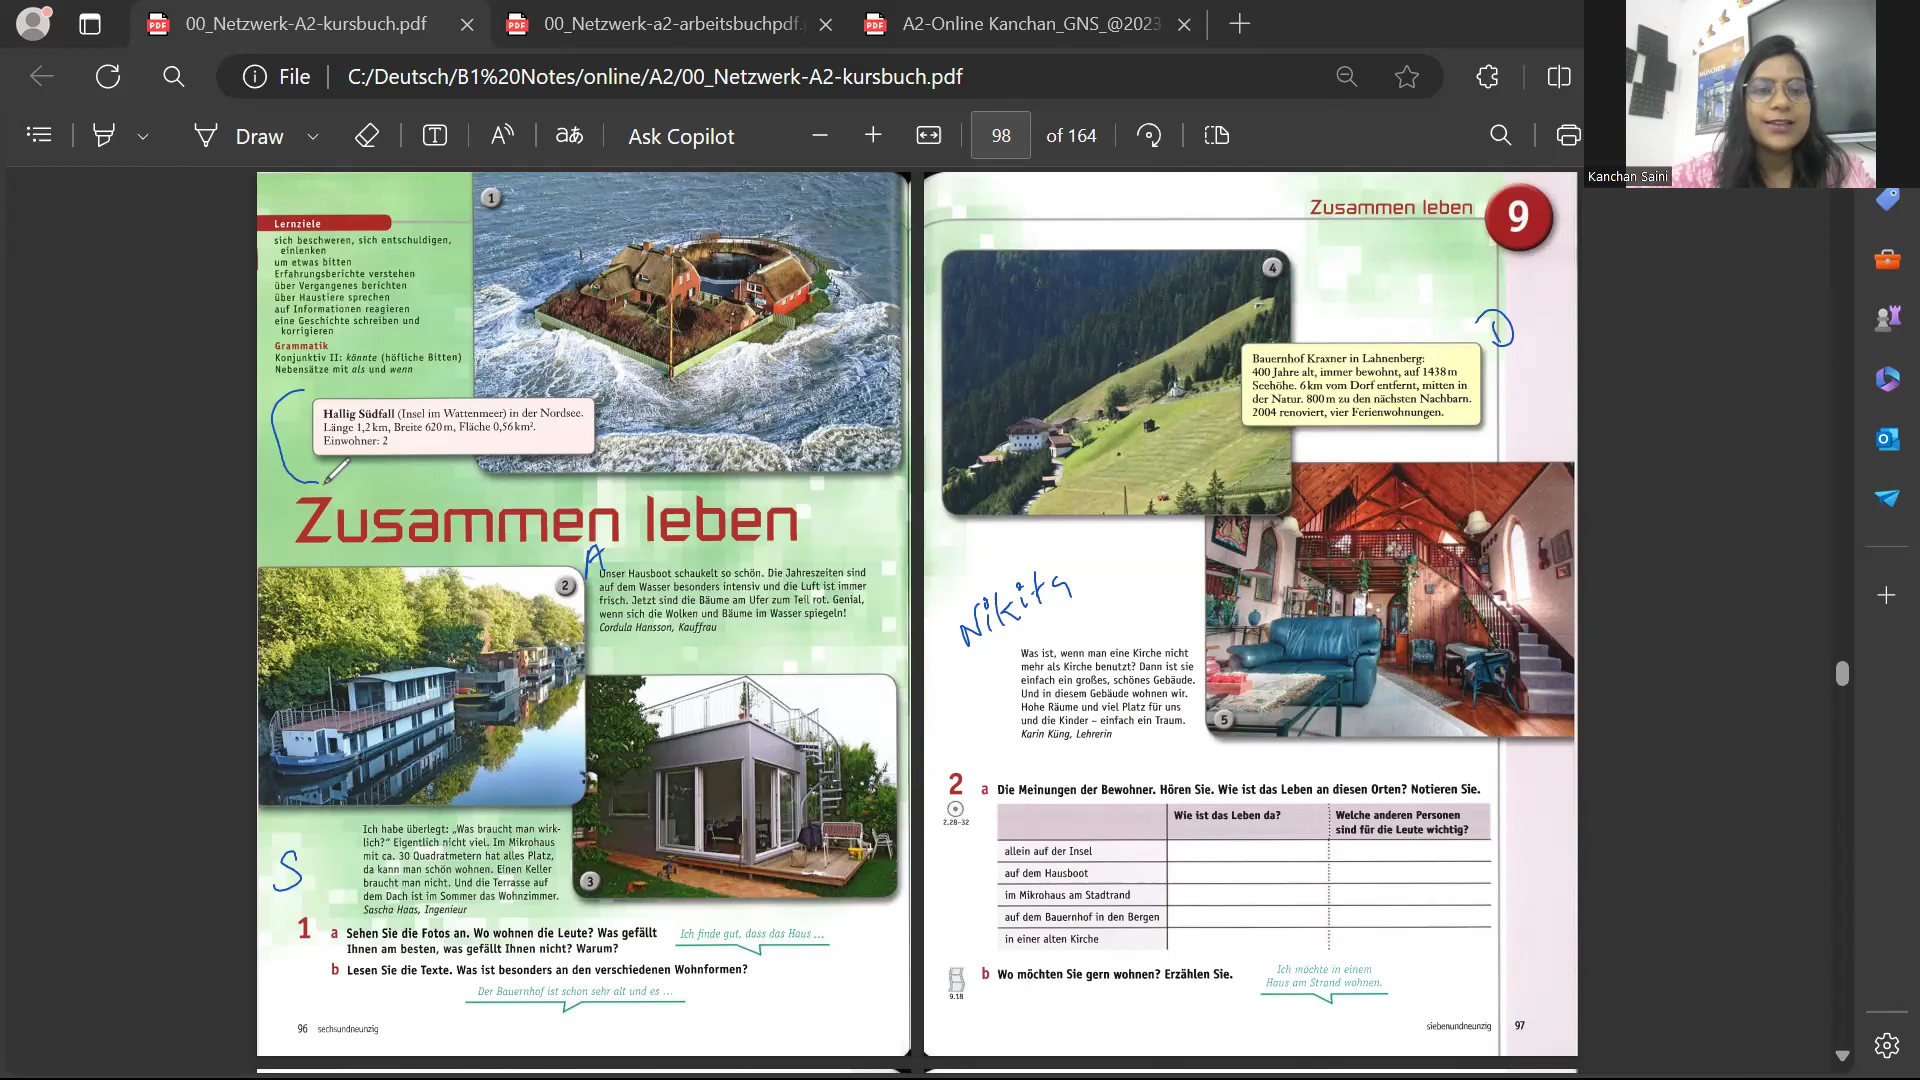 00_Netzwerk-A2-kursbuch.pdf
00_Netzwerk-a2-arbeitsbuchpdf.
A2-Online Kanchan_GNS_@2023
File
C:/Deutsch/B1%20Notes/online/A2/00_Netzwerk-A2-kursbuch.pdf
Draw
Ask Copilot
98
of 164
MÜNCHEN
Kanchan Saini
Lernziele
sich beschweren, sich entschuldigen,
einlenken
um etwas bitten
Erfahrungsberichte verstehen
über Vergangenes berichten
über Haustiere sprechen
auf Informationen reagieren
eine Geschichte schreiben und
korrigieren
Grammatik
Konjunktiv II: könnte (höfliche Bitten)
Nebensätze mit als und wenn
1
Hallig Südfall (Insel im Wattenmeer) in der Nordsee.
Länge 1,2 km, Breite 620 m, Fläche 0,56 km².
Einwohner: 2
Zusammen leben
2
A
Unser Hausboot schaukelt so schön. Die Jahreszeiten sind
auf dem Wasser besonders intensiv und die Luft ist immer
frisch. Jetzt sind die Bäume am Ufer zum Teil rot. Genial,
wenn sich die Wolken und Bäume im Wasser spiegeln!
Cordula Hansson, Kauffrau
S
Ich habe überlegt: „Was braucht man wirk-
lich?“ Eigentlich nicht viel. Im Mikrohaus
mit ca. 30 Quadratmetern hat alles Platz,
da kann man schön wohnen. Einen Keller
braucht man nicht. Und die Terrasse auf
dem Dach ist im Sommer das Wohnzimmer.
Sascha Haas, Ingenieur
3
1
a Sehen Sie die Fotos an. Wo wohnen die Leute? Was gefällt
Ihnen am besten, was gefällt Ihnen nicht? Warum?
Ich finde gut, dass das Haus ...
b Lesen Sie die Texte. Was ist besonders an den verschiedenen Wohnformen?
Der Bauernhof ist schon sehr alt und es ...
96 sechsundneunzig
Zusammen leben
9
4
D
Bauernhof Kraxner in Lahnenberg:
400 Jahre alt, immer bewohnt, auf 1438 m
Seehöhe. 6 km vom Dorf entfernt, mitten in
der Natur. 800 m zu den nächsten Nachbarn.
2004 renoviert, vier Ferienwohnungen.
Nikita
Was ist, wenn man eine Kirche nicht
mehr als Kirche benutzt? Dann ist sie
einfach ein großes, schönes Gebäude.
Und in diesem Gebäude wohnen wir.
Hohe Räume und viel Platz für uns
und die Kinder – einfach ein Traum.
Karin Küng, Lehrerin
5
2
a Die Meinungen der Bewohner. Hören Sie. Wie ist das Leben an diesen Orten? Notieren Sie.
2.28-32
Wie ist das Leben da?
Welche anderen Personen
sind für die Leute wichtig?
allein auf der Insel
auf dem Hausboot
im Mikrohaus am Stadtrand
auf dem Bauernhof in den Bergen
in einer alten Kirche
b Wo möchten Sie gern wohnen? Erzählen Sie.
9.18
Ich möchte in einem
Haus am Strand wohnen.
siebenundneunzig 97